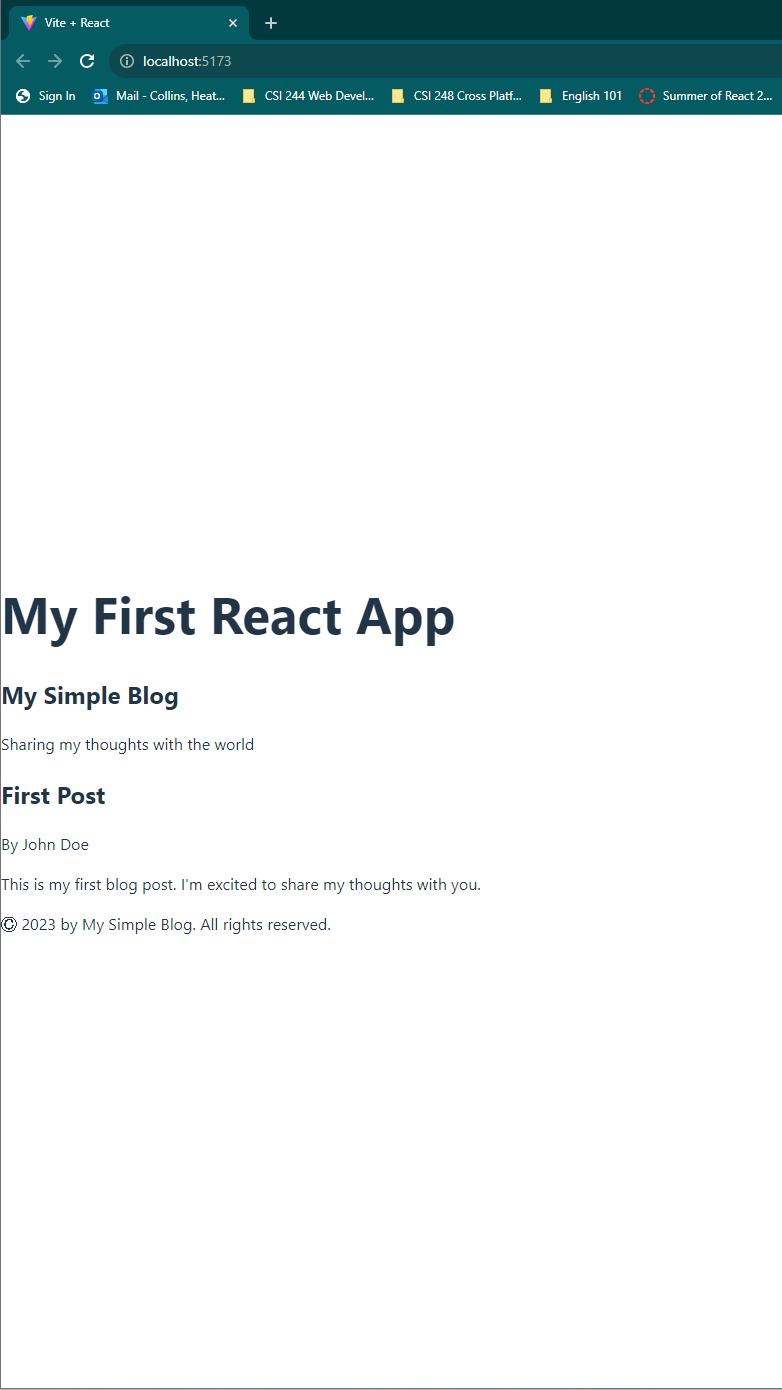 Vite + React
localhost:5173
Sign In Mail - Collins, Heat... CSI 244 Web Devel... CSI 248 Cross Platf... English 101 Summer of React 2...
My First React App
My Simple Blog
Sharing my thoughts with the world
First Post
By John Doe
This is my first blog post. I'm excited to share my thoughts with you.
© 2023 by My Simple Blog. All rights reserved.